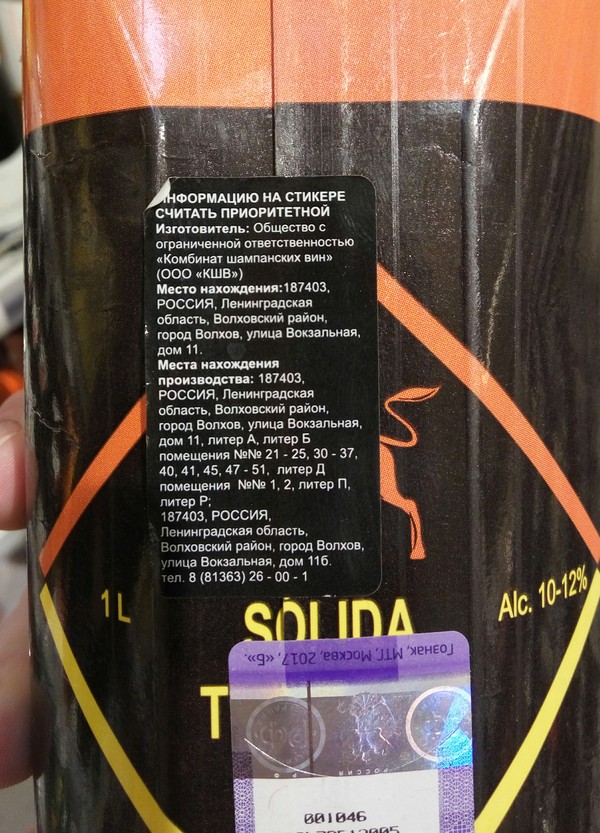 ИНФОРМАЦИЮ НА СТИКЕРЕ
СЧИТАТЬ ПРИОРИТЕТНОЙ
Изготовитель: Общество с
ограниченной ответственностью
«Комбинат шампанских вин»
(ООО «КШВ»)
Место нахождения:187403,
РОССИЯ, Ленинградская
область, Волховский район,
город Волхов, улица Вокзальная,
дом 11.
Места нахождения
производства: 187403,
РОССИЯ, Ленинградская
область, Волховский район,
город Волхов, улица Вокзальная,
дом 11, литер А, литер Б
помещения №№ 21 - 25, 30 - 37,
40, 41, 45, 47 - 51, литер Д
помещения №№ 1, 2, литер П,
литер Р;
187403, РОССИЯ,
Ленинградская область,
Волховский район, город Волхов,
улица Вокзальная, дом 11б.
тел. 8 (81363) 26 - 00 - 1
1 L
SOLIDA
Alc. 10-12%
Гознак, МТГ, Москва, 2017, «Б».
T
РОССИЯ
001046